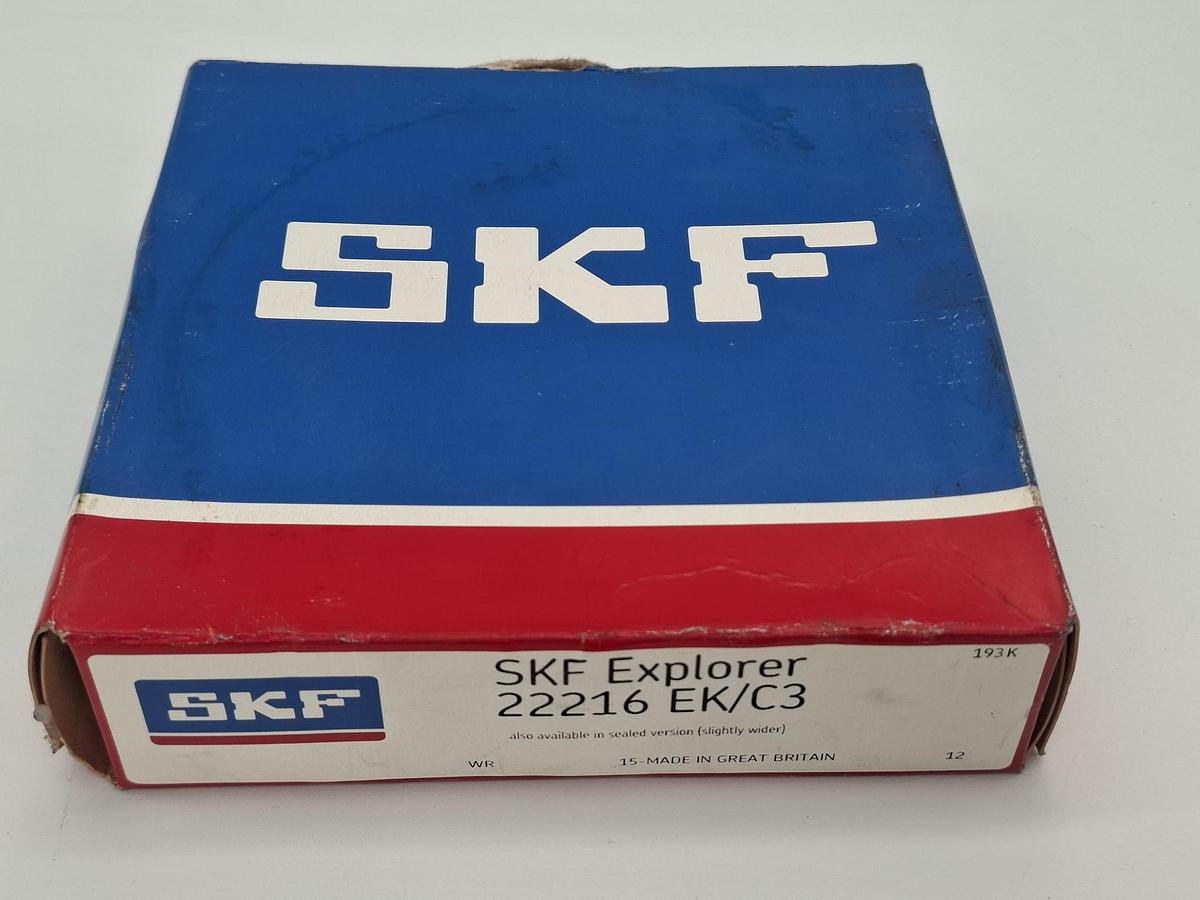 SKF
193K
SKF
SKF Explorer
22216 EK/C3
also available in sealed version (slightly wider)
WR 15-MADE IN GREAT BRITAIN 12